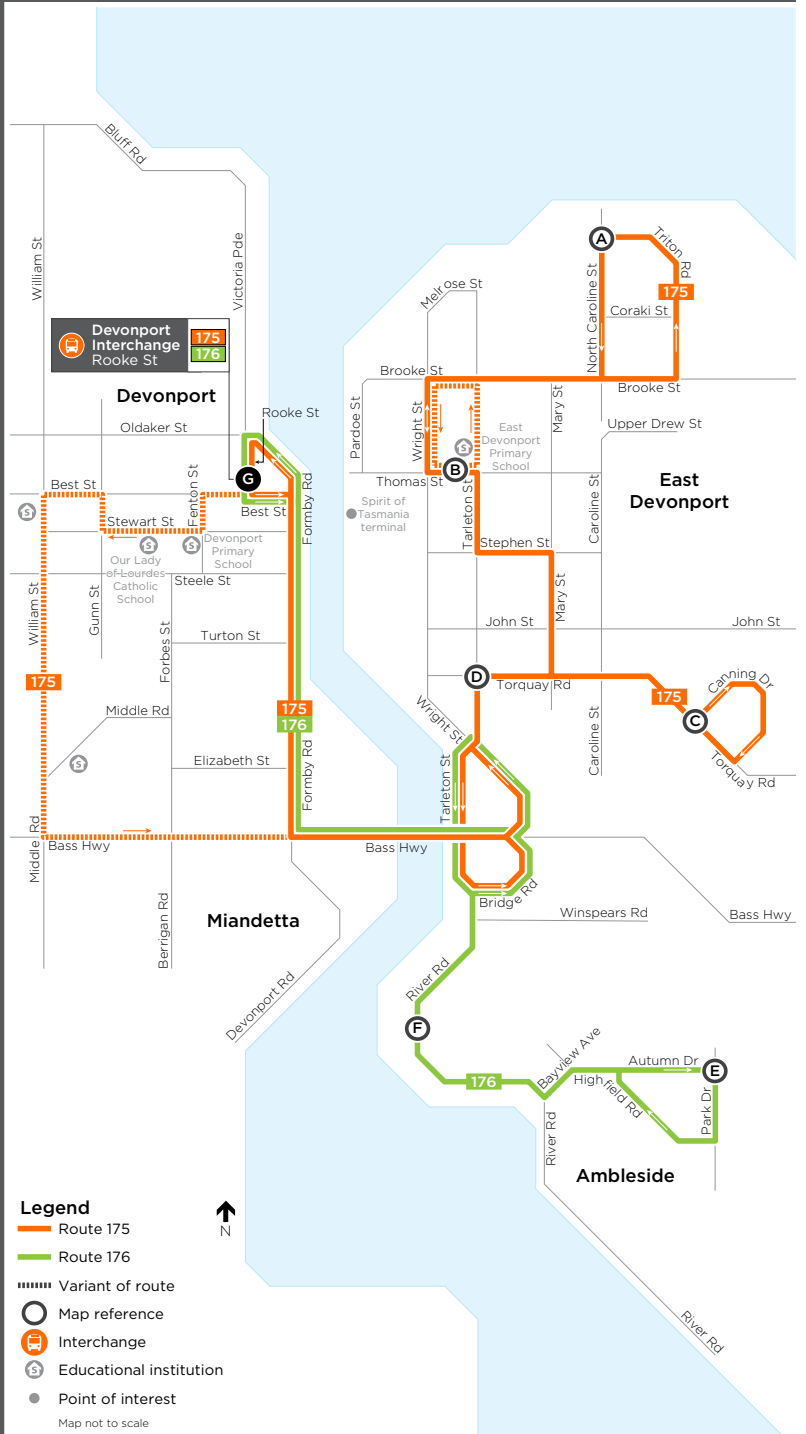 Bluff Rd
William St
Victoria Pde
Melrose St
A
Triton
Rd
175
North Caroline St
Coraki St
Devonport
Interchange
Rooke St
175
176
Devonport
Brooke St
Brooke St
Rooke St
Oldaker St
Pardoe St
Wright St
Mary St
Upper Drew St
East
Devonport
Primary
School
East
Devonport
G
B
Thomas St
Best St
Fenton St
Best St
Formby Rd
Stewart St
Spirit of
Tasmania
terminal
Tarleton St
Caroline St
Devonport
Primary
School
Our Lady
of Lourdes
Catholic
School
Stephen St
Steele St
William St
Gunn St
Forbes St
Turton St
Mary St
John St
John St
175
D
Torquay Rd
175
Canning Dr
C
Torquay Rd
Middle Rd
175
176
Wright St
Caroline St
Elizabeth St
Formby Rd
Tarleton St
Middle Rd
Bass Hwy
Bass Hwy
Bridge Rd
Winspears Rd
Bass Hwy
Miandetta
Berrigan Rd
Devonport Rd
River Rd
F
176
Bayview Ave
Autumn Dr
E
High
field Rd
Park Dr
River Rd
Ambleside
Legend
N
Route 175
Route 176
Variant of route
Map reference
Interchange
Educational institution
Point of interest
Map not to scale
River Rd